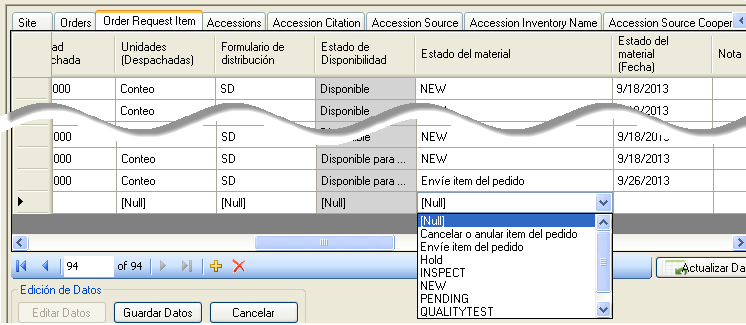 Site Orders Order Request Item Accessions Accession Citation Accession Source Accession Inventory Name Accession Source Cooper
ad
chada
Unidades
(Despachadas)
Formulario de
distribución
Estado de
Disponibilidad
Estado del material
Estado del
material
(Fecha)
Nota
000 Conteo SD Disponible NEW 9/18/2013
Conteo
000 SD NEW 9/18/2013
000 Conteo SD Disponible para ... NEW 9/18/2013
000 Conteo SD Disponible para ... Envíe item del pedido 9/26/2013
[Null] [Null] [Null] [Null]
[Null]
Cancelar o anular item del pedido
Envíe item del pedido
Hold
INSPECT
NEW
PENDING
QUALITYTEST
94 of 94
Actualizar Da
Edición de Datos
Editar Datos Guardar Datos Cancelar